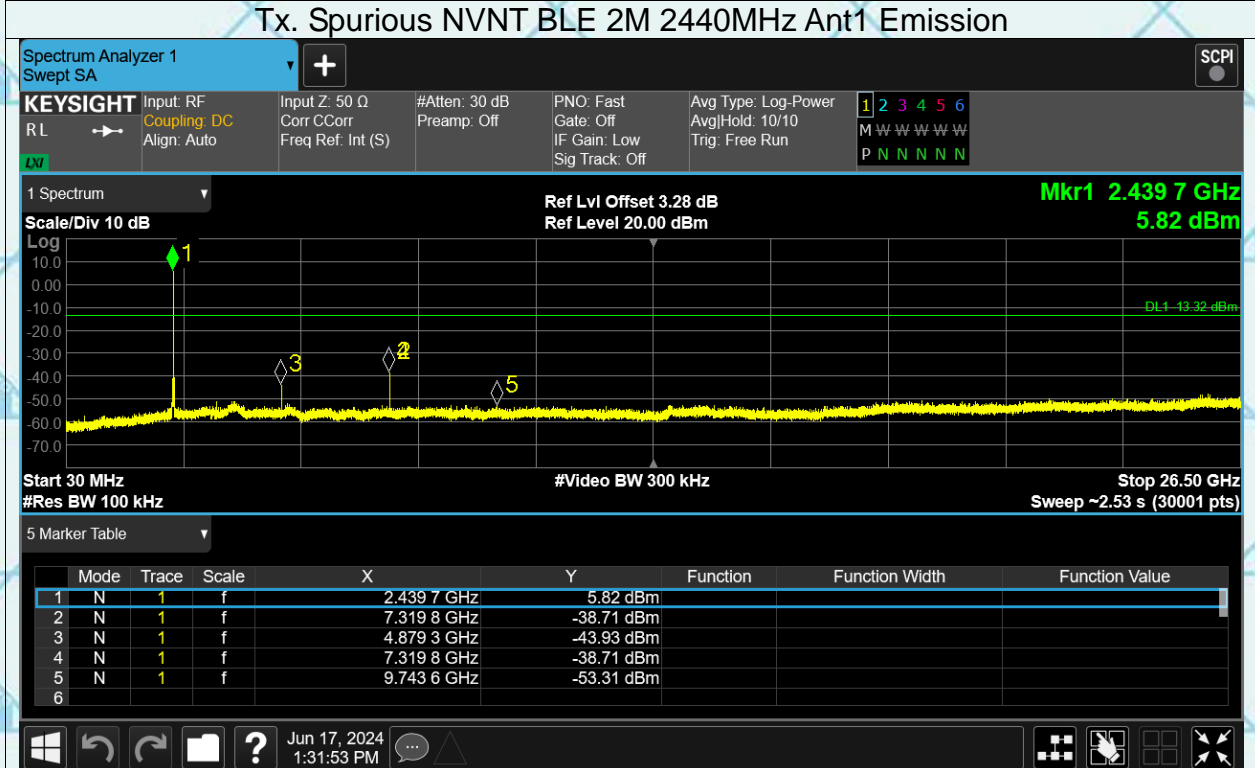 Tx. Spurious NVNT BLE 2M 2440MHz Ant1 Emission
Spectrum Analyzer 1
Swept SA
SCPI
KEYSIGHT
R L
LXI
Input: RF
Coupling: DC
Align: Auto
Input Z: 50 Ω
Corr CCorr
Freq Ref: Int (S)
#Atten: 30 dB
Preamp: Off
PNO: Fast
Gate: Off
IF Gain: Low
Sig Track: Off
Avg Type: Log-Power
Avg|Hold: 10/10
Trig: Free Run
1 2 3 4 5 6
M W W W W W
P N N N N N
1 Spectrum
Scale/Div 10 dB
Ref Lvl Offset 3.28 dB
Ref Level 20.00 dBm
Mkr1 2.439 7 GHz
5.82 dBm
Log
10.0
0.00
-10.0
-20.0
-30.0
-40.0
-50.0
-60.0
-70.0
1
3
5
DL1 -13.32 dBm
Start 30 MHz
#Video BW 300 kHz
Stop 26.50 GHz
#Res BW 100 kHz
Sweep ~2.53 s (30001 pts)
5 Marker Table
Mode Trace Scale X Y Function Function Width Function Value
1 N 1 f 2.439 7 GHz 5.82 dBm
2 N 1 f 7.319 8 GHz -38.71 dBm
3 N 1 f 4.879 3 GHz -43.93 dBm
4 N 1 f 7.319 8 GHz -38.71 dBm
5 N 1 f 9.743 6 GHz -53.31 dBm
6
?
Jun 17, 2024
1:31:53 PM